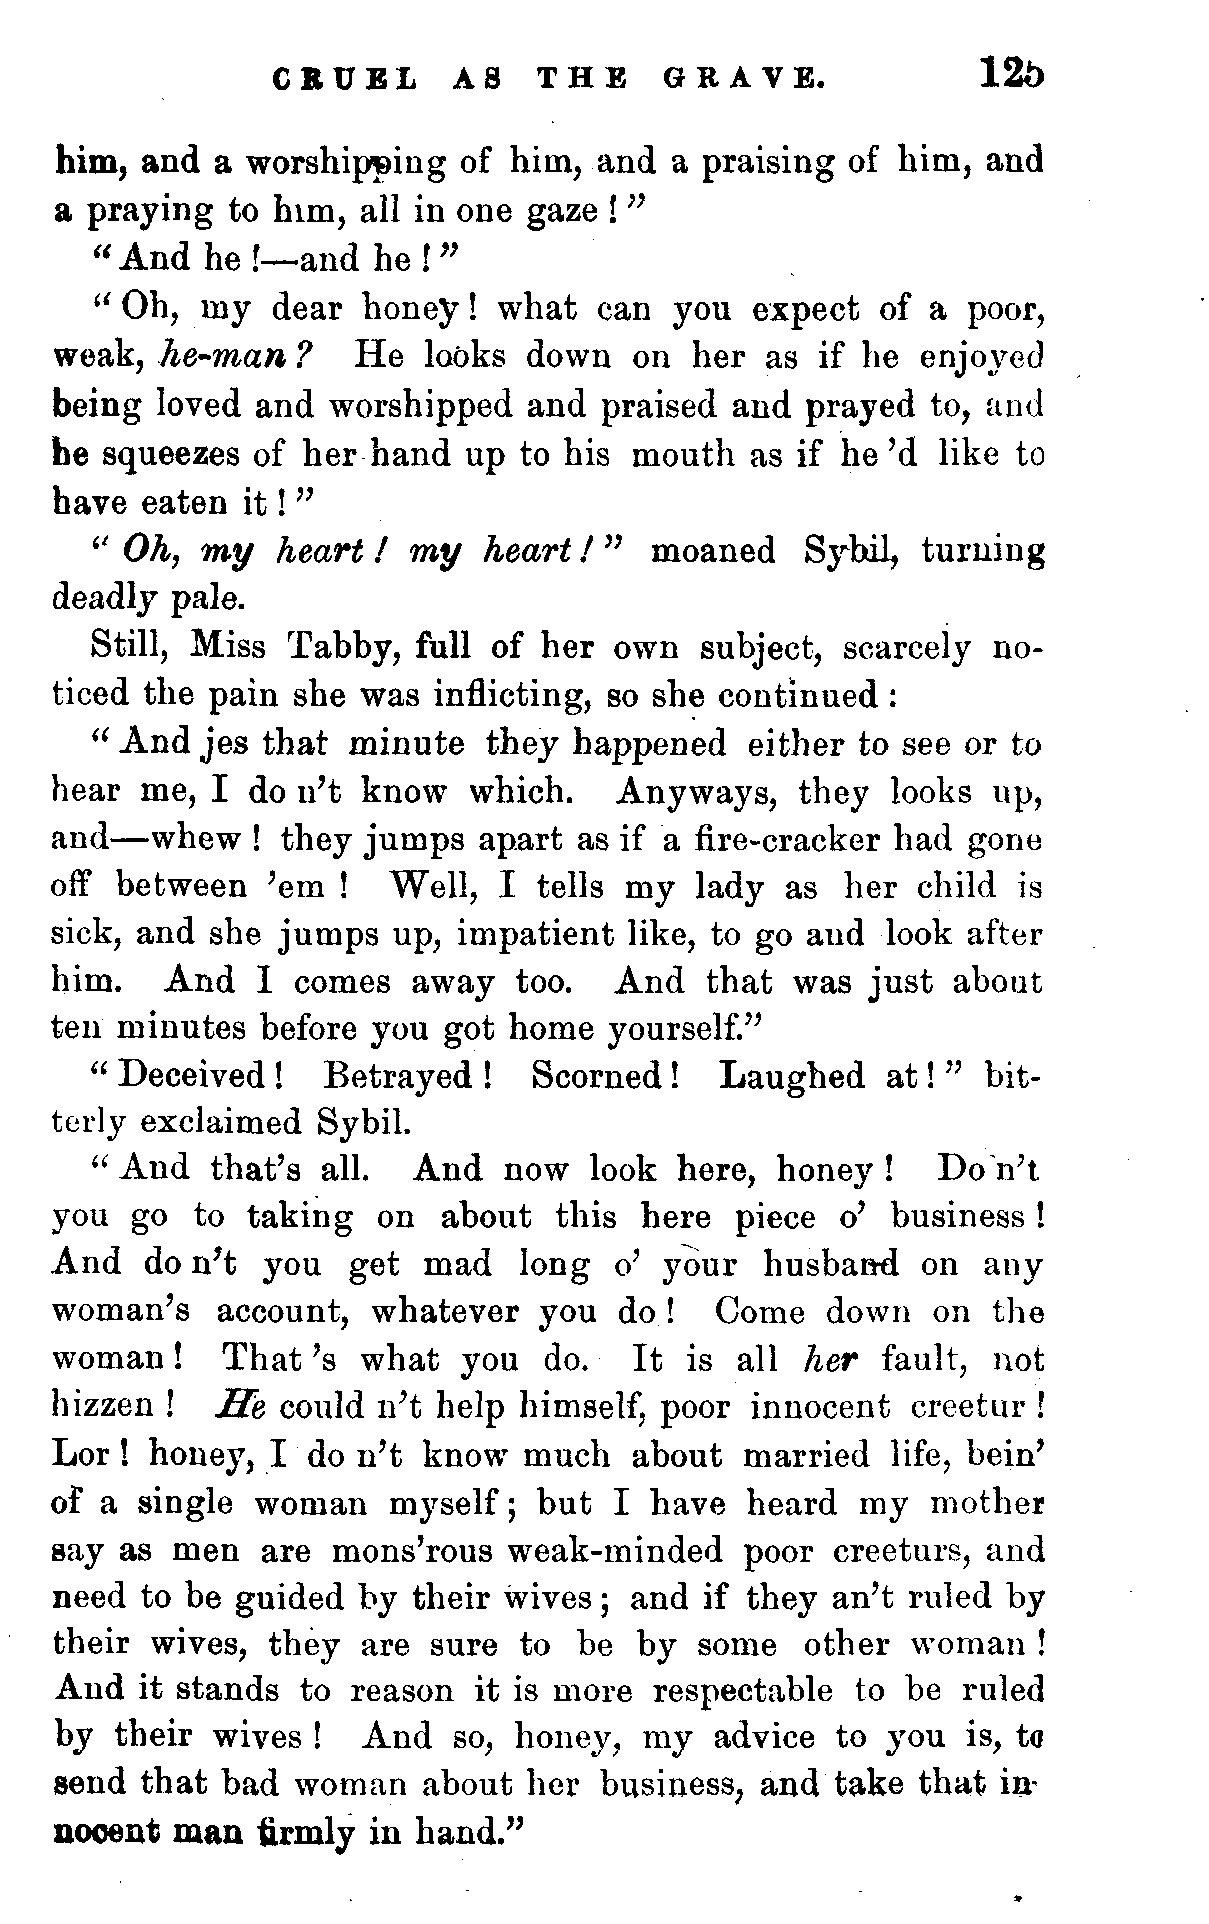 CRUEL AS THE GRAVE. 125
him, and a worshipping of him, and a praising of him, and
a praying to him, all in one gaze!”
“And he!—and he!”
“Oh, my dear honey! what can you expect of a poor,
weak, he-man? He looks down on her as if he enjoyed
being loved and worshipped and praised and prayed to, and
he squeezes of her hand up to his mouth as if he 'd like to
have eaten it!”
“Oh, my heart! my heart!” moaned Sybil, turning
deadly pale.
Still, Miss Tabby, full of her own subject, scarcely no-
ticed the pain she was inflicting, so she continued:
“And jes that minute they happened either to see or to
hear me, I do n't know which. Anyways, they looks up,
and—whew! they jumps apart as if a fire-cracker had gone
off between 'em! Well, I tells my lady as her child is
sick, and she jumps up, impatient like, to go and look after
him. And I comes away too. And that was just about
ten minutes before you got home yourself.”
“Deceived! Betrayed! Scorned! Laughed at!” bit-
terly exclaimed Sybil.
“And that's all. And now look here, honey! Do n't
you go to taking on about this here piece o' business!
And do n't you get mad long o' your husband on any
woman's account, whatever you do! Come down on the
woman! That 's what you do. It is all her fault, not
hizzen! He could n't help himself, poor innocent creetur!
Lor! honey, I do n't know much about married life, bein'
of a single woman myself; but I have heard my mother
say as men are mons'rous weak-minded poor creeturs, and
need to be guided by their wives; and if they an't ruled by
their wives, they are sure to be by some other woman!
And it stands to reason it is more respectable to be ruled
by their wives! And so, honey, my advice to you is, to
send that bad woman about her business, and take that in-
nocent man firmly in hand.”